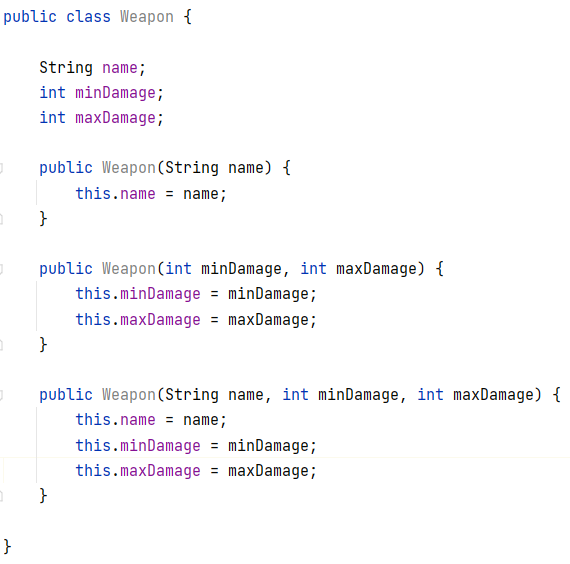 public class Weapon {
String name;
int minDamage;
int maxDamage;
public Weapon(String name) {
this.name = name;
}
public Weapon(int minDamage, int maxDamage) {
this.minDamage = minDamage;
this.maxDamage = maxDamage;
}
public Weapon(String name, int minDamage, int maxDamage) {
this.name = name;
this.minDamage = minDamage;
this.maxDamage = maxDamage;
}
}